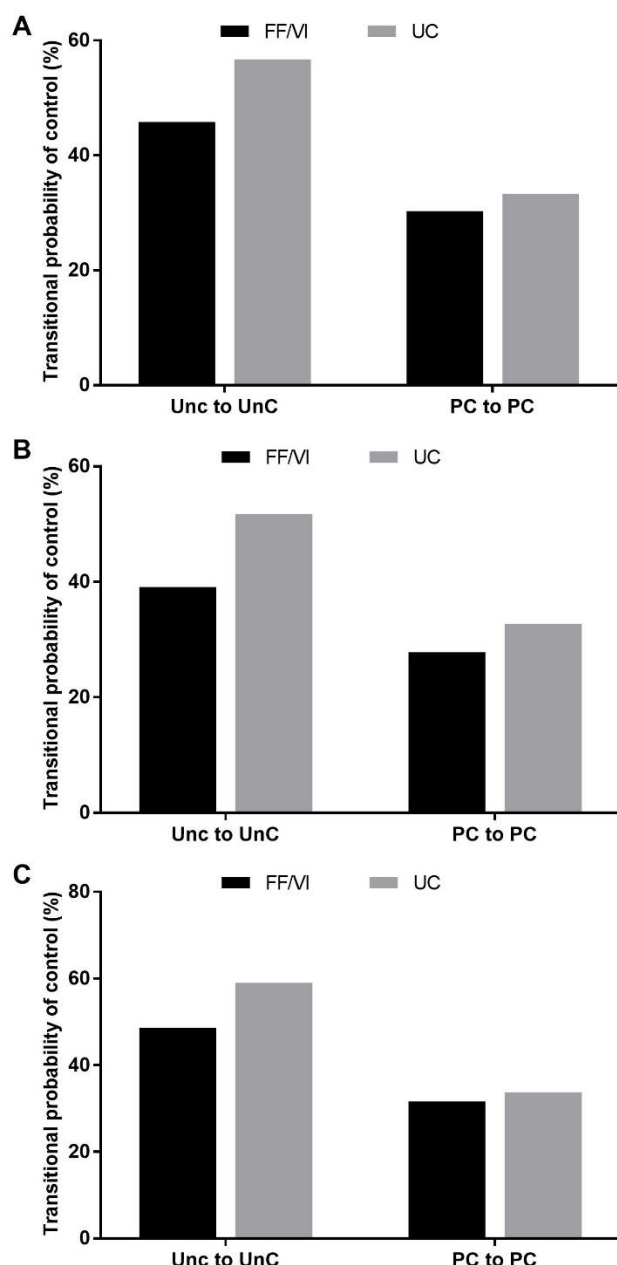 A
FF/VI UC
Transitional probability of control (%)
60
40
20
0
Unc to UnC PC to PC
B
FF/VI UC
Transitional probability of control (%)
60
40
20
0
Unc to UnC PC to PC
C
FF/VI UC
Transitional probability of control (%)
80
60
40
20
0
Unc to UnC PC to PC